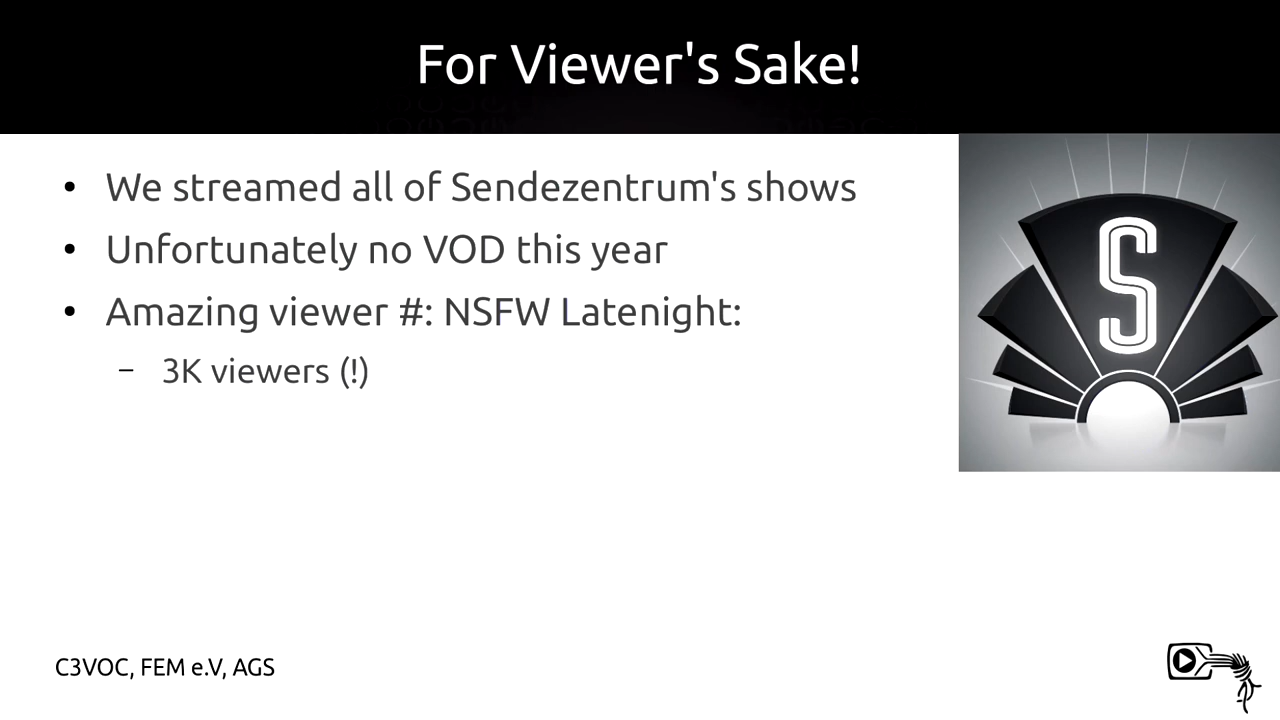 For Viewer's Sake!
• We streamed all of Sendezentrum's shows
• Unfortunately no VOD this year
• Amazing viewer #: NSFW Latenight:
– 3K viewers (!)
S
C3VOC, FEM e.V, AGS